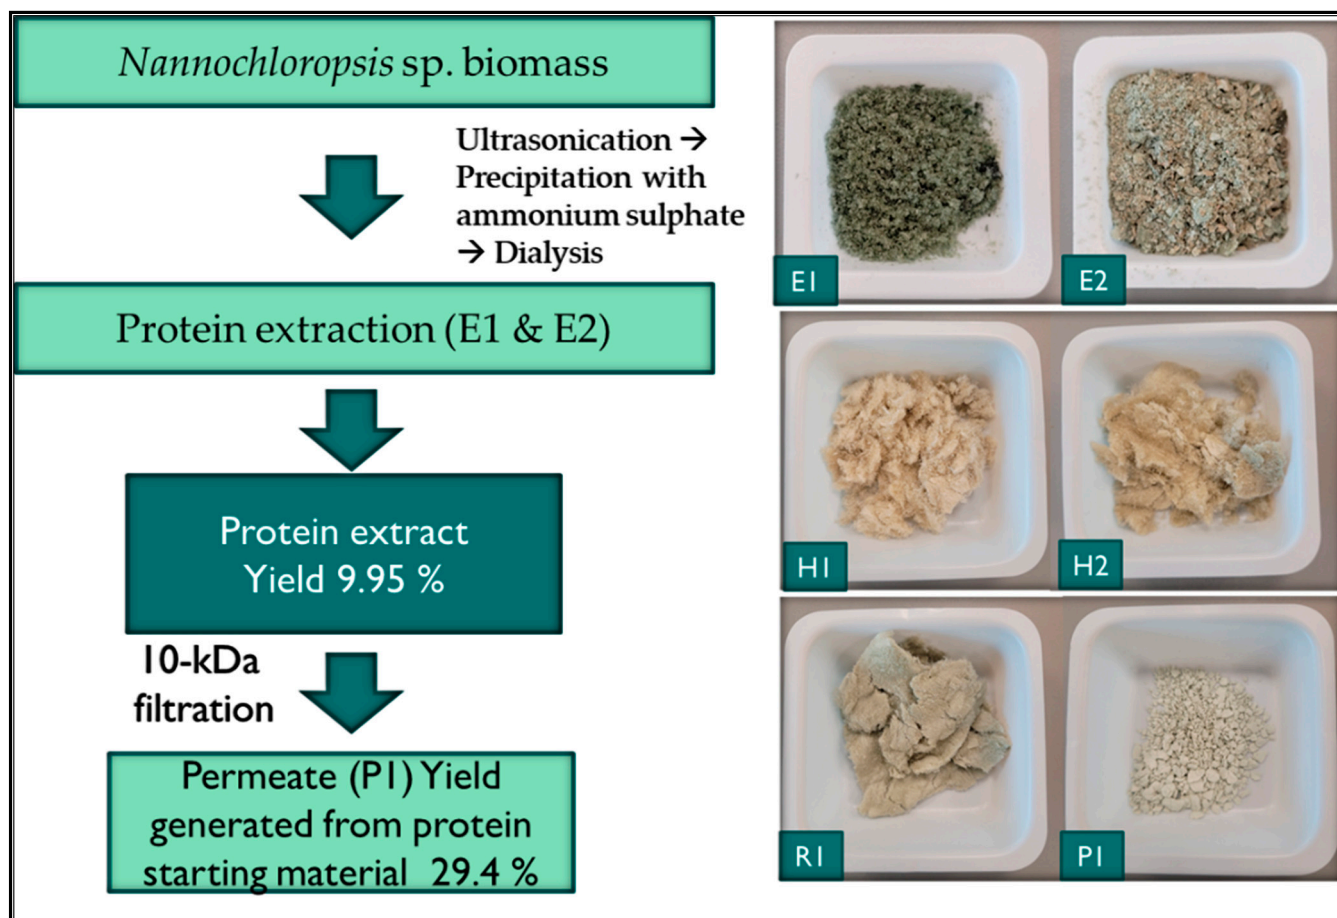 Nannochloropsis sp. biomass
Ultrasonication →
Precipitation with
ammonium sulphate
→ Dialysis
Protein extraction (E1 & E2)
Protein extract
Yield 9.95 %
10-kDa
filtration
Permeate (P1) Yield
generated from protein
starting material 29.4 %
E1
E2
H1
H2
R1
P1